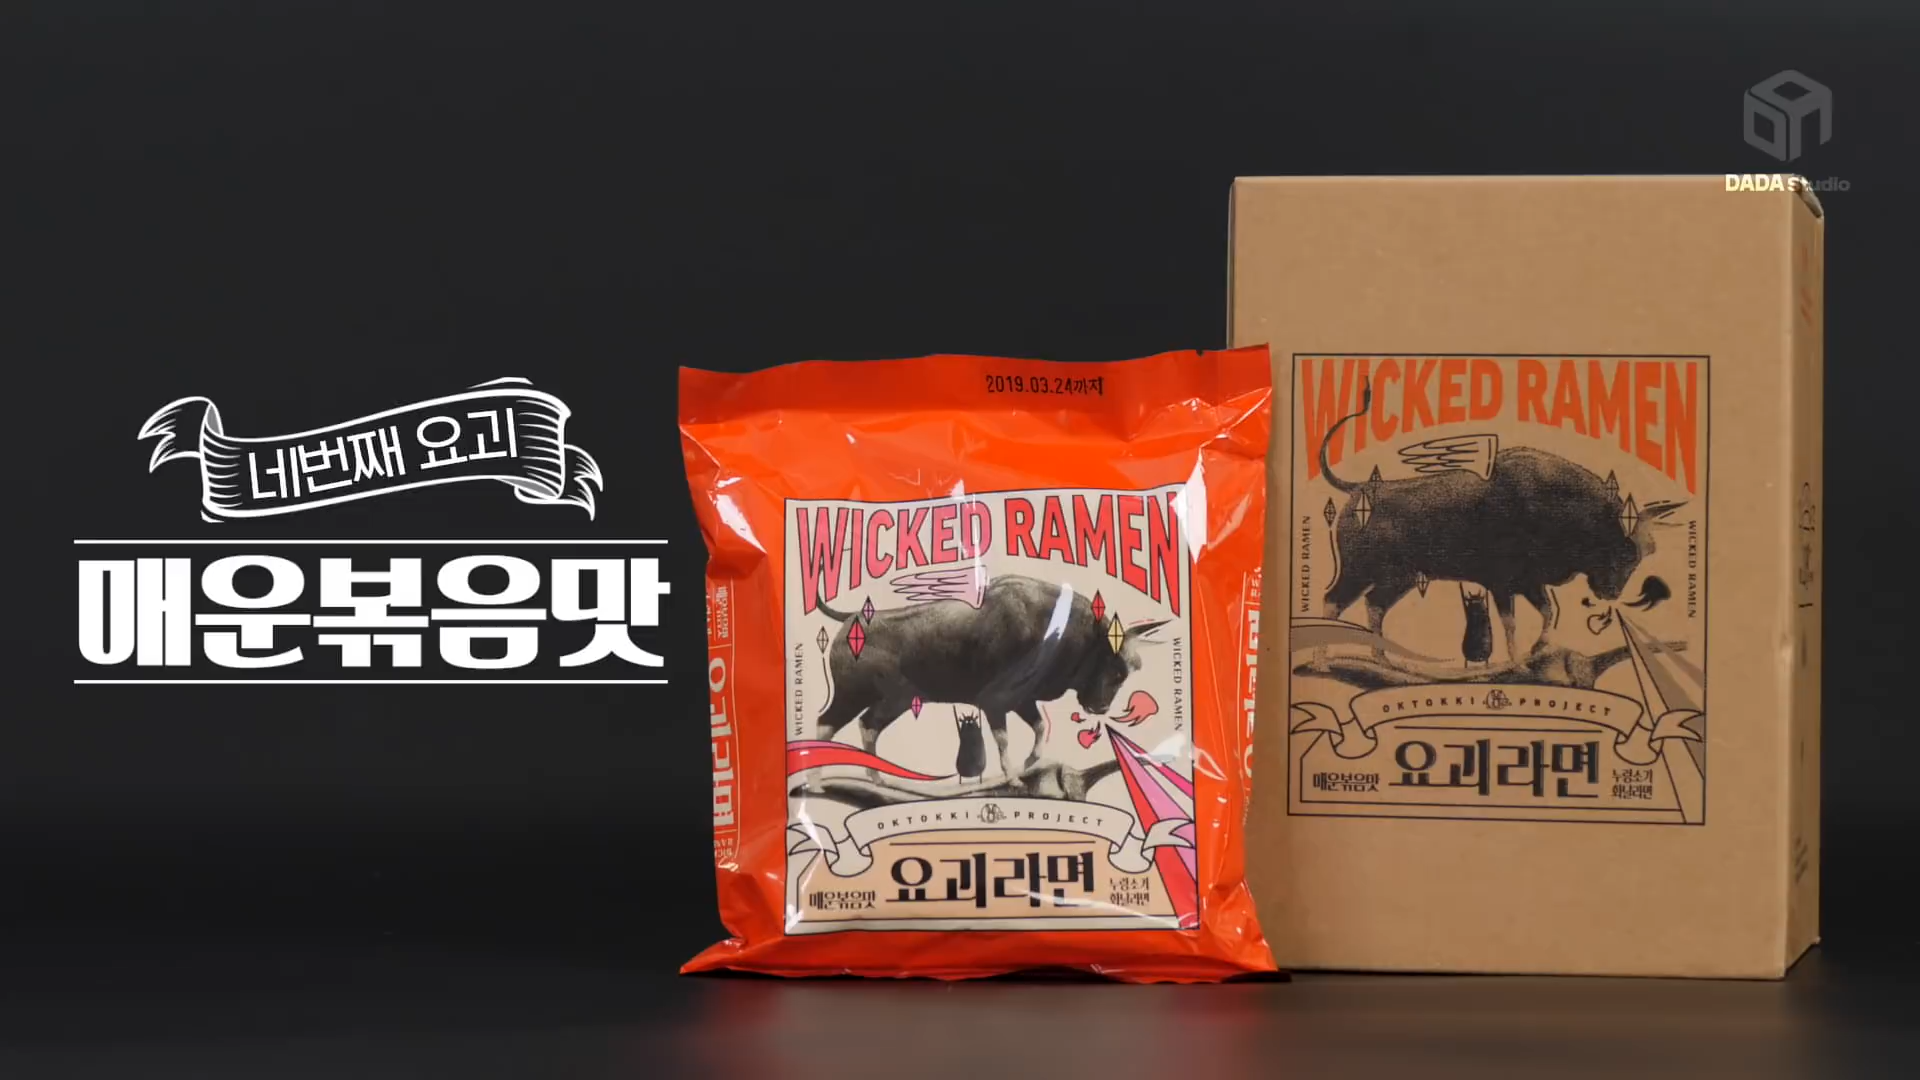 DADA Studio
네번째 요괴
매운볶음맛
2019.03.24까지
WICKED RAMEN
WICKED RAMEN
WICKED RAMEN
OKTOKKI PROJECT
매운볶음맛
요괴라면
누렁소가
화날라면
WICKED RAMEN
WICKED RAMEN
WICKED RAMEN
OKTOKKI PROJECT
매운볶음맛
요괴라면
누렁소가
화날라면